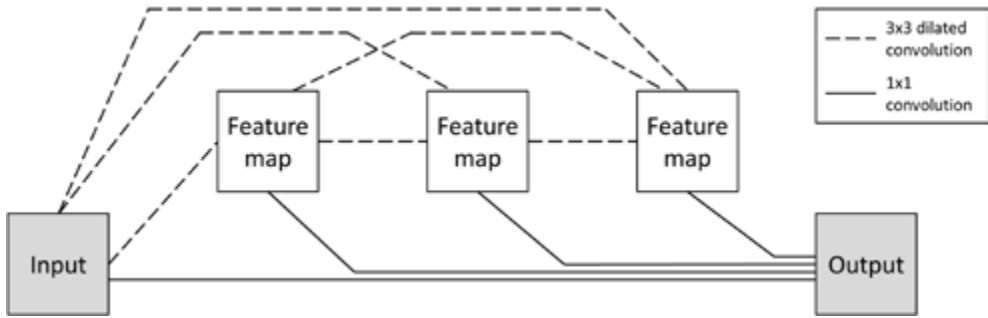 3x3 dilated
convolution
1x1
convolution
Feature
map
Feature
map
Feature
map
Input
Output